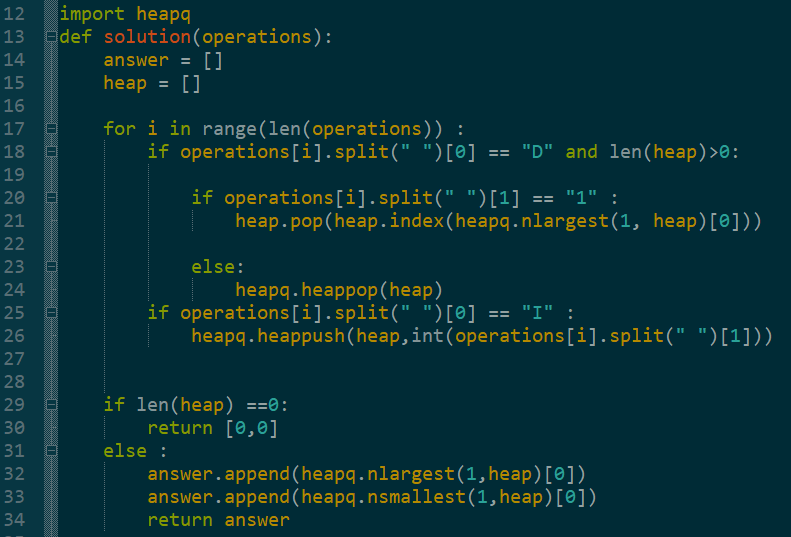 12 import heapq
13 def solution(operations):
14     answer = []
15     heap = []
16
17     for i in range(len(operations)) :
18         if operations[i].split(" ")[0] == "D" and len(heap)>0:
19
20             if operations[i].split(" ")[1] == "1" :
21                 heap.pop(heap.index(heapq.nlargest(1, heap)[0]))
22
23             else:
24                 heapq.heappop(heap)
25         if operations[i].split(" ")[0] == "I" :
26             heapq.heappush(heap,int(operations[i].split(" ")[1]))
27
28
29     if len(heap) ==0:
30         return [0,0]
31     else :
32         answer.append(heapq.nlargest(1,heap)[0])
33         answer.append(heapq.nsmallest(1,heap)[0])
34         return answer